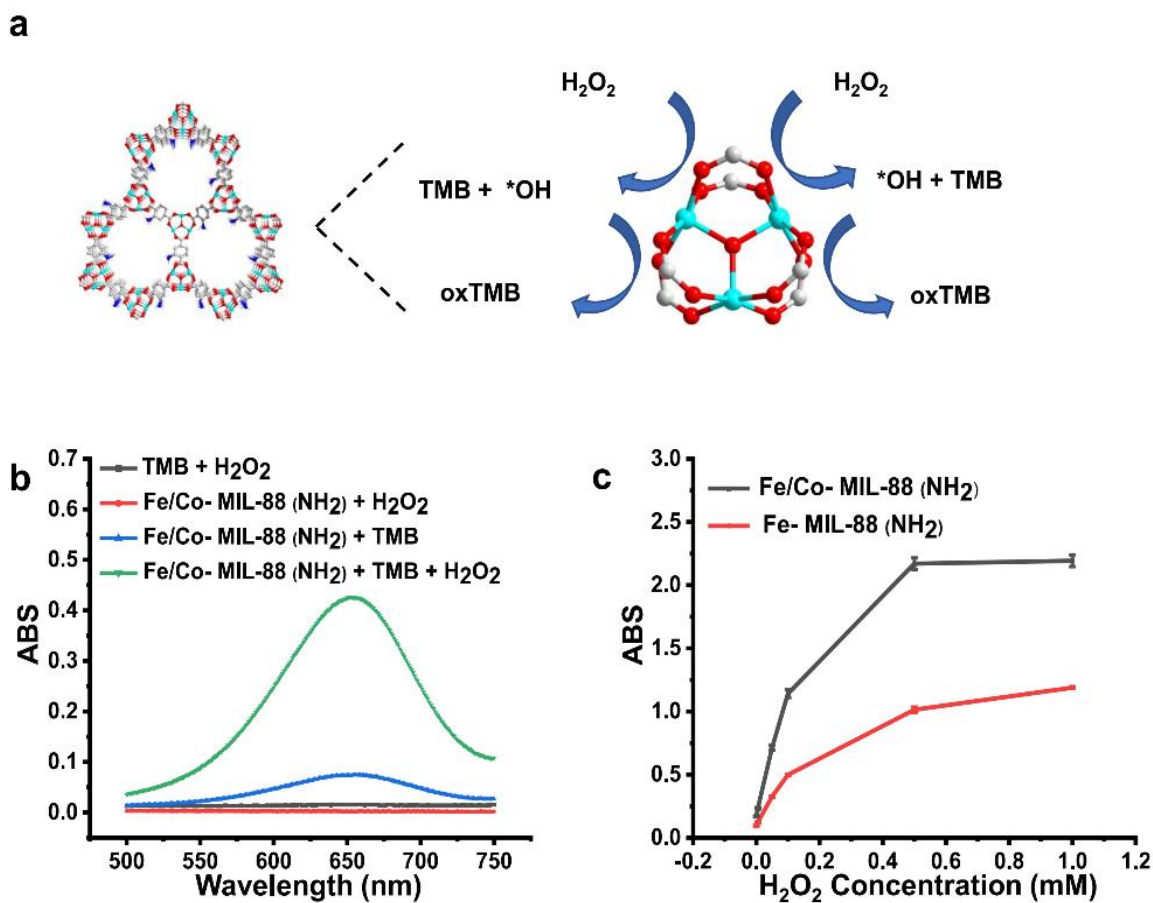 a
H₂O₂ H₂O₂
TMB + *OH *OH + TMB
oxTMB oxTMB
b
TMB + H₂O₂
Fe/Co- MIL-88 (NH₂) + H₂O₂
Fe/Co- MIL-88 (NH₂) + TMB
Fe/Co- MIL-88 (NH₂) + TMB + H₂O₂
ABS
0.7
0.6
0.5
0.4
0.3
0.2
0.1
0.0
500 550 600 650 700 750
Wavelength (nm)
c
Fe/Co- MIL-88 (NH₂)
Fe- MIL-88 (NH₂)
ABS
3.0
2.5
2.0
1.5
1.0
0.5
0.0
-0.2 0.0 0.2 0.4 0.6 0.8 1.0 1.2
H₂O₂ Concentration (mM)